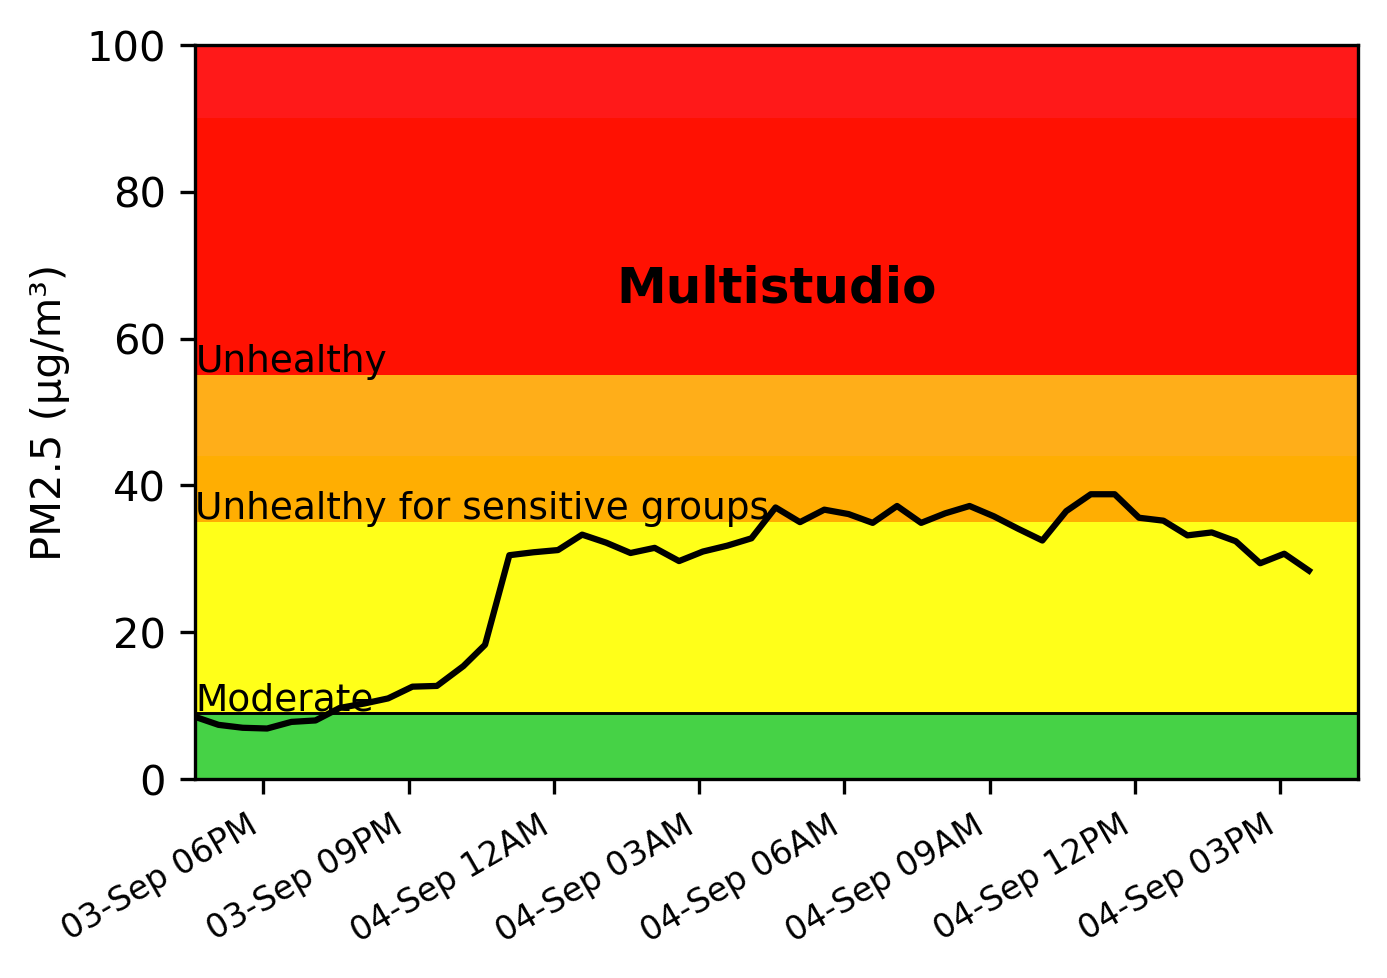 100
80
60
40
20
0
PM2.5 (µg/m³)
Multistudio
Unhealthy
Unhealthy for sensitive groups
Moderate
03-Sep 06PM
03-Sep 09PM
04-Sep 12AM
04-Sep 03AM
04-Sep 06AM
04-Sep 09AM
04-Sep 12PM
04-Sep 03PM